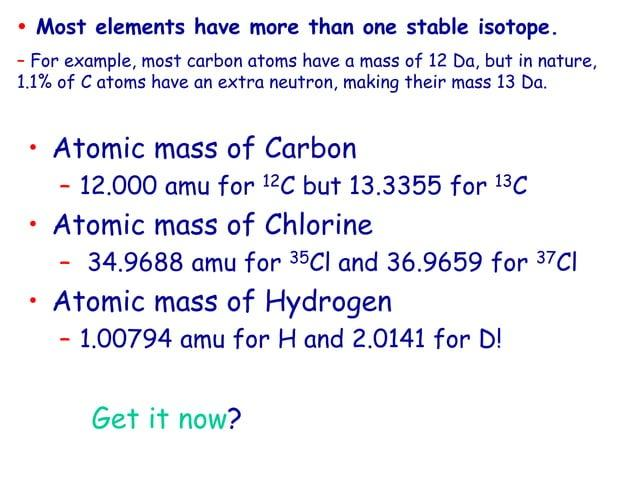 • Most elements have more than one stable isotope.
– For example, most carbon atoms have a mass of 12 Da, but in nature,
1.1% of C atoms have an extra neutron, making their mass 13 Da.
• Atomic mass of Carbon
– 12.000 amu for ¹²C but 13.3355 for ¹³C
• Atomic mass of Chlorine
– 34.9688 amu for ³⁵Cl and 36.9659 for ³⁷Cl
• Atomic mass of Hydrogen
– 1.00794 amu for H and 2.0141 for D!
Get it now?